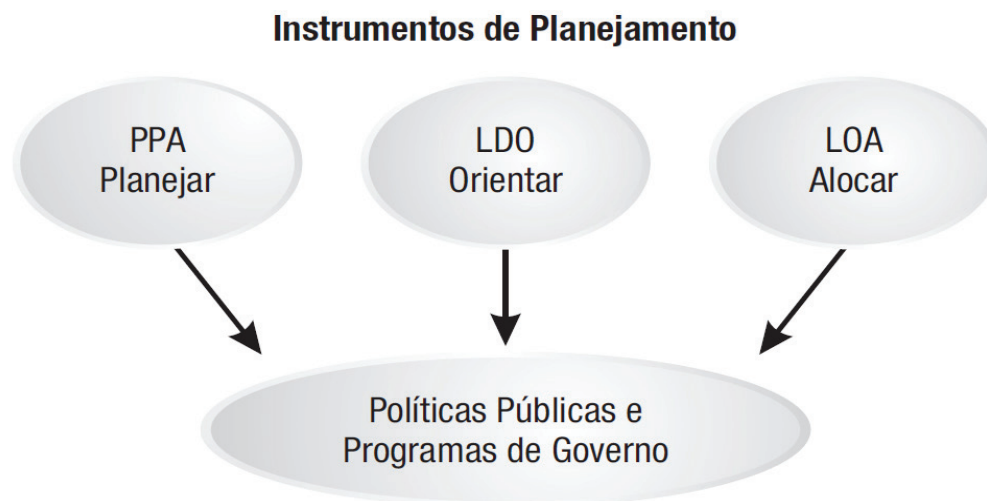 Instrumentos de Planejamento
PPA
Planejar
LDO
Orientar
LOA
Alocar
Políticas Públicas e
Programas de Governo